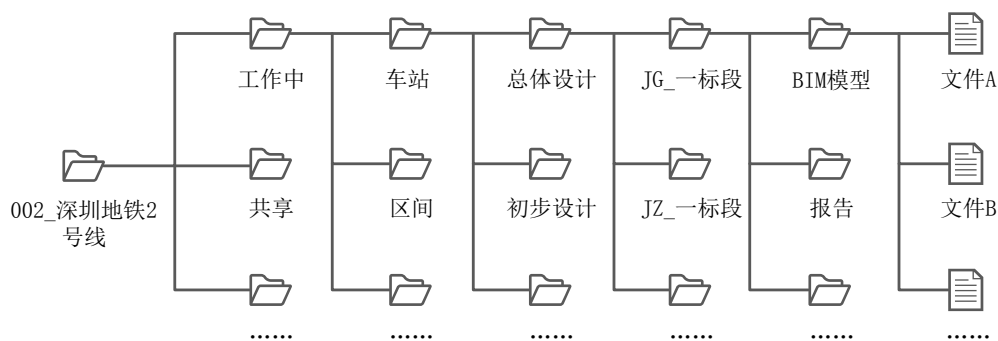 工作中
车站
总体设计
JG_一标段
BIM模型
文件A
002_深圳地铁2
号线
共享
区间
初步设计
JZ_一标段
报告
文件B
……
……
……
……
……
……